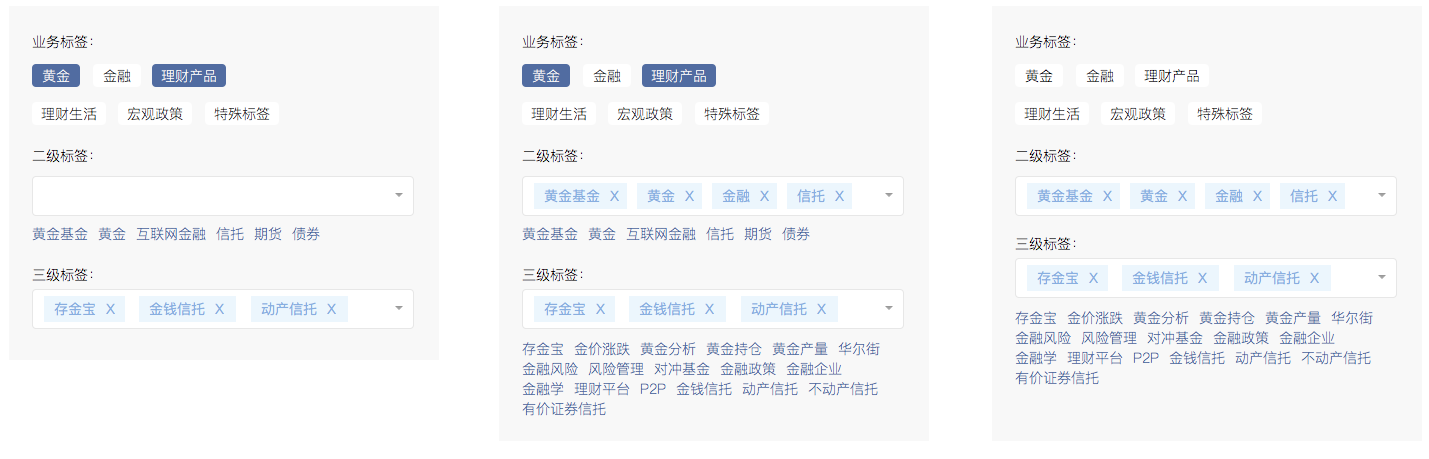 业务标签：
黄金 金融 理财产品
理财生活 宏观政策 特殊标签
二级标签：
黄金基金 黄金 互联网金融 信托 期货 债券
三级标签：
存金宝 X 金钱信托 X 动产信托 X
业务标签：
黄金 金融 理财产品
理财生活 宏观政策 特殊标签
二级标签：
黄金基金 X 黄金 X 金融 X 信托 X
黄金基金 黄金 互联网金融 信托 期货 债券
三级标签：
存金宝 X 金钱信托 X 动产信托 X
存金宝 金价涨跌 黄金分析 黄金持仓 黄金产量 华尔街
金融风险 风险管理 对冲基金 金融政策 金融企业
金融学 理财平台 P2P 金钱信托 动产信托 不动产信托
有价证券信托
业务标签：
黄金 金融 理财产品
理财生活 宏观政策 特殊标签
二级标签：
黄金基金 X 黄金 X 金融 X 信托 X
三级标签：
存金宝 X 金钱信托 X 动产信托 X
存金宝 金价涨跌 黄金分析 黄金持仓 黄金产量 华尔街
金融风险 风险管理 对冲基金 金融政策 金融企业
金融学 理财平台 P2P 金钱信托 动产信托 不动产信托
有价证券信托